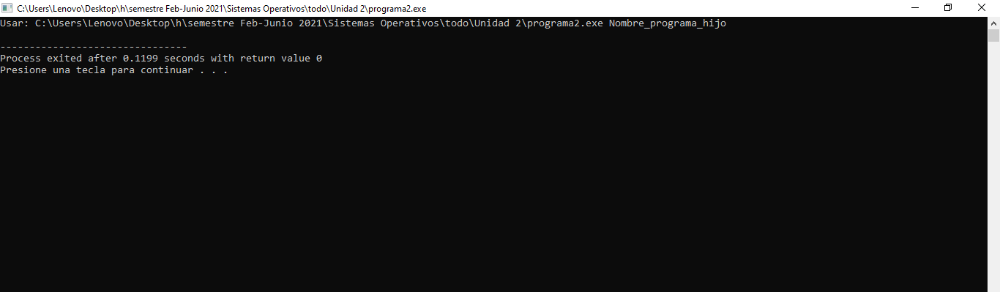 C:\Users\Lenovo\Desktop\h\semestre Feb-Junio 2021\Sistemas Operativos\todo\Unidad 2\programa2.exe
Usar: C:\Users\Lenovo\Desktop\h\semestre Feb-Junio 2021\Sistemas Operativos\todo\Unidad 2\programa2.exe Nombre_programa_hijo
--------------------------------
Process exited after 0.1199 seconds with return value 0
Presione una tecla para continuar . . .